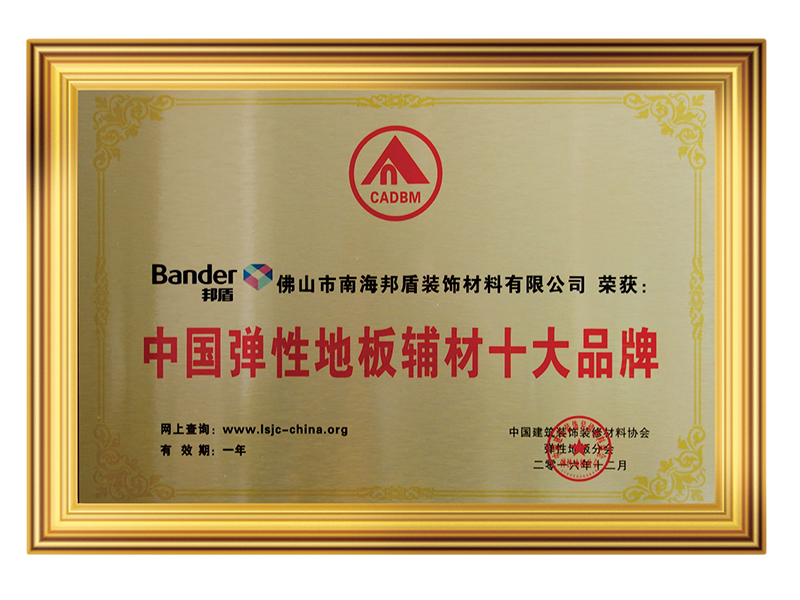 CADBM
Bander 邦盾 佛山市南海邦盾装饰材料有限公司 荣获：
中国弹性地板辅材十大品牌
网上查询：www.lsjc-china.org
有 效 期：一年
中国建筑装饰装修材料协会
弹性地板分会
二零一六年十二月